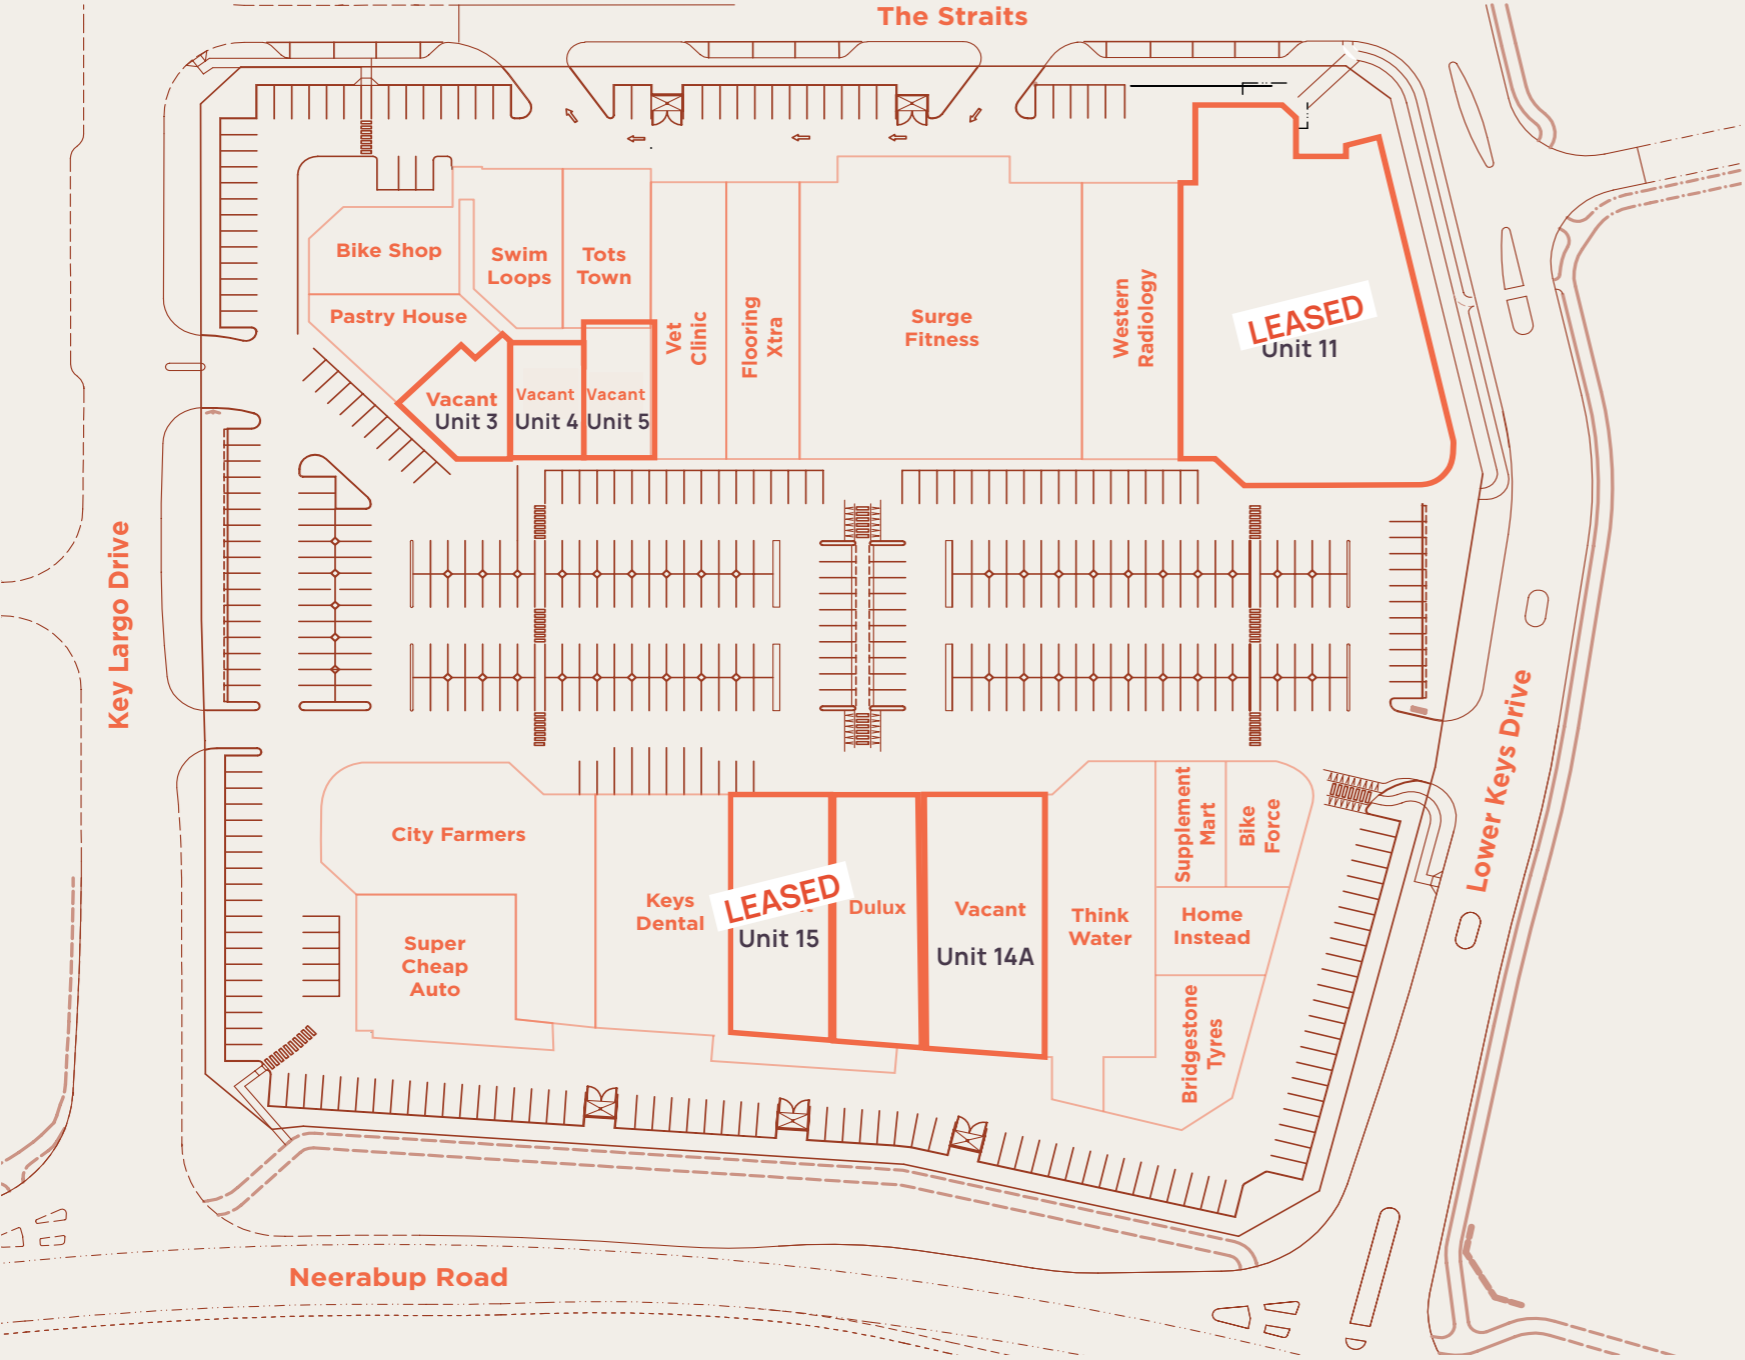 The Straits
Bike Shop
Swim
Loops
Tots
Town
Pastry House
Vacant
Unit 3
Vacant
Unit 4
Vacant
Unit 5
Vet
Clinic
Flooring
Xtra
Surge
Fitness
Western
Radiology
LEASED
Unit 11
Key Largo Drive
Lower Keys Drive
City Farmers
Super
Cheap
Auto
Keys
Dental
LEASED
Unit 15
Dulux
Vacant
Unit 14A
Think
Water
Supplement
Mart
Bike
Force
Home
Instead
Bridgestone
Tyres
Neerabup Road